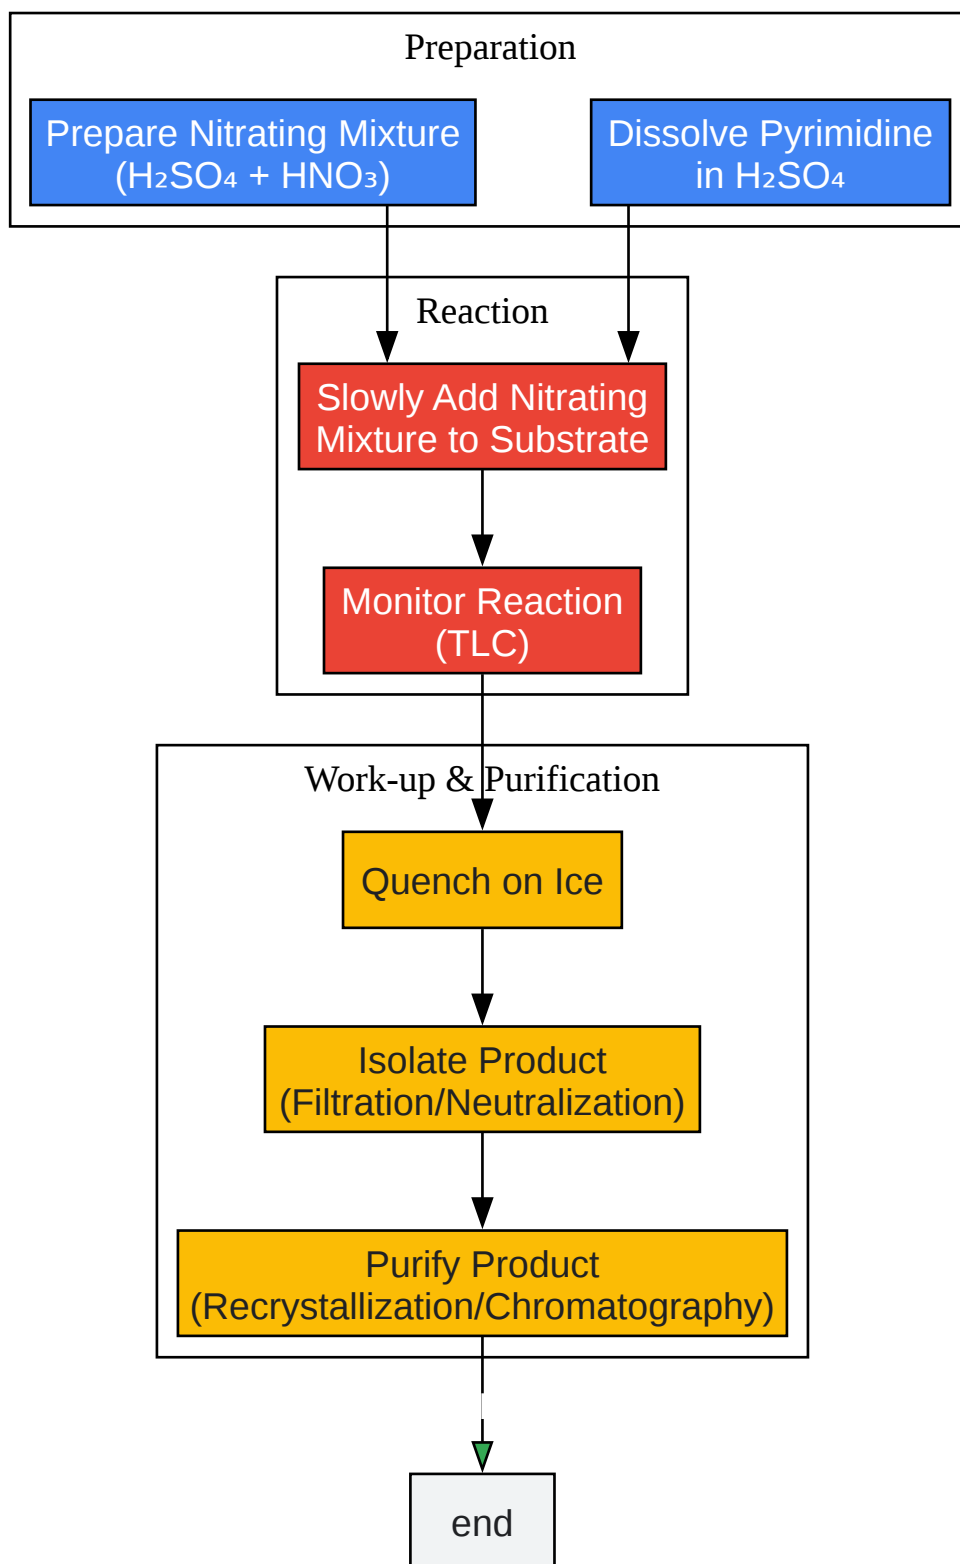 Preparation
Prepare Nitrating Mixture
(H₂SO₄ + HNO₃)
Dissolve Pyrimidine
in H₂SO₄
Reaction
Slowly Add Nitrating
Mixture to Substrate
Monitor Reaction
(TLC)
Work-up & Purification
Quench on Ice
Isolate Product
(Filtration/Neutralization)
Purify Product
(Recrystallization/Chromatography)
end